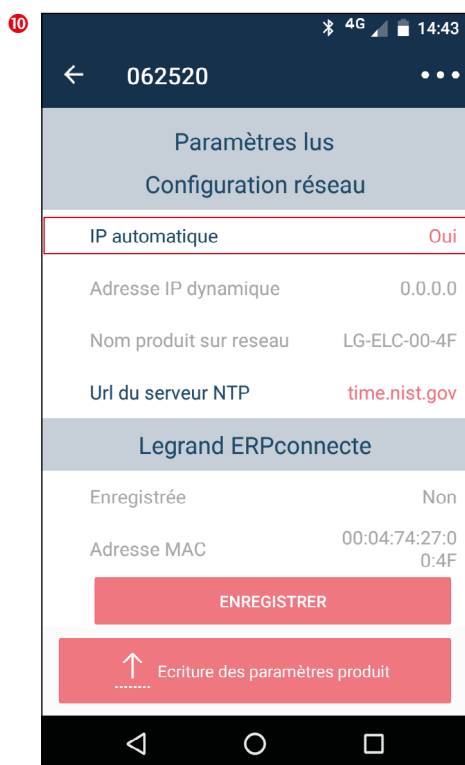 10
4G 14:43
062520
Paramètres lus
Configuration réseau
IP automatique Oui
Adresse IP dynamique 0.0.0.0
Nom produit sur reseau LG-ELC-00-4F
Url du serveur NTP time.nist.gov
Legrand ERPconnecte
Enregistrée Non
Adresse MAC 00:04:74:27:0
0:4F
ENREGISTRER
Ecriture des paramètres produit